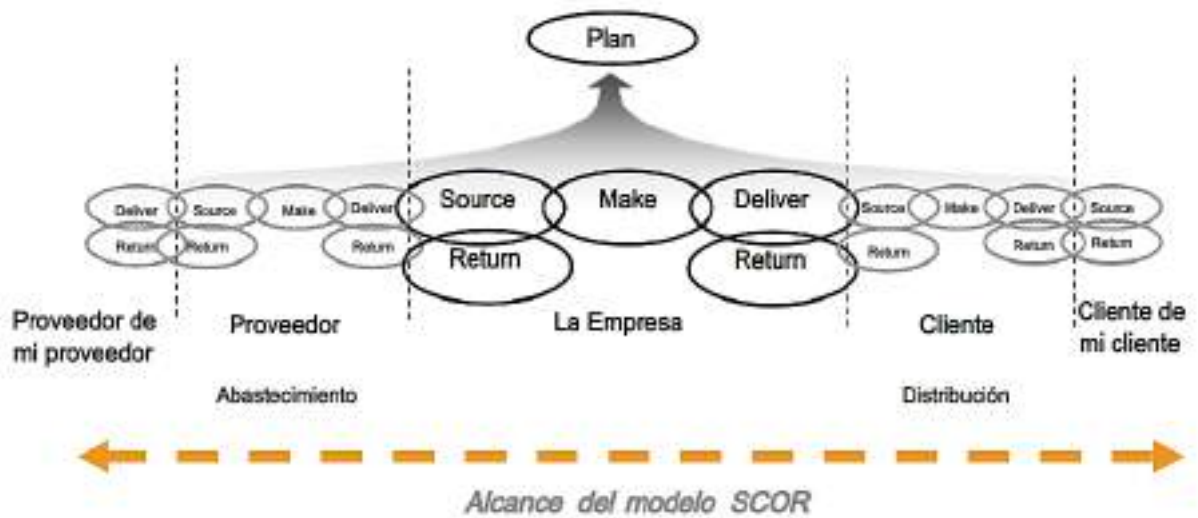 Plan
Deliver Source Make Deliver Source Make Deliver Source Make Deliver Source
Return Return Return Return Return Return Return Return
Proveedor de mi proveedor
Proveedor
La Empresa
Cliente
Cliente de mi cliente
Abastecimiento
Distribución
Alcance del modelo SCOR